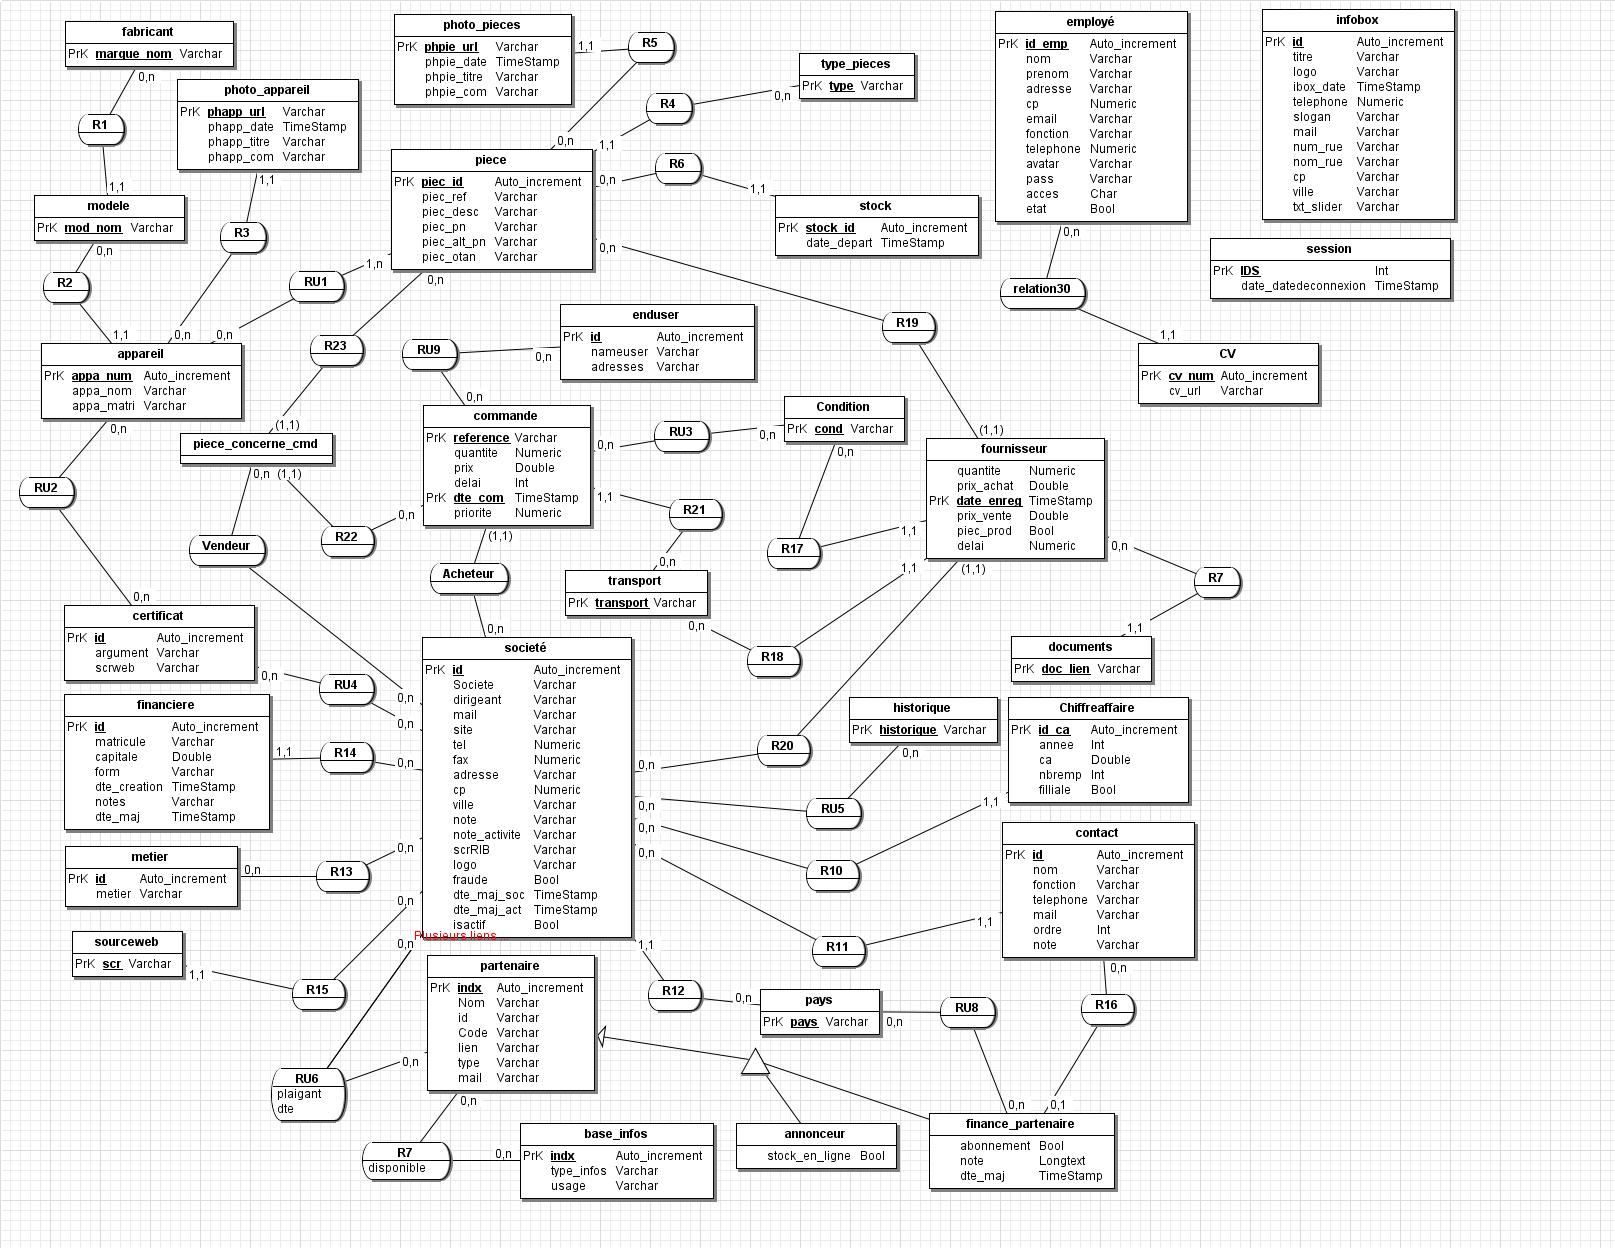 fabricant
PrK marque_nom Varchar
0,n
R1
1,1
modele
PrK mod_nom Varchar
0,n
R2
1,1
photo_appareil
PrK phapp_url Varchar
phapp_date TimeStamp
phapp_titre Varchar
phapp_com Varchar
1,1
R3
0,n
appareil
PrK appa_num Auto_increment
appa_nom Varchar
appa_matri Varchar
0,n
RU1
1,n
0,n
RU2
0,n
photo_pieces
PrK phpie_url Varchar
phpie_date TimeStamp
phpie_titre Varchar
phpie_com Varchar
1,1
R5
0,n
type_pieces
PrK type Varchar
0,n
R4
1,1
piece
PrK piec_id Auto_increment
piec_ref Varchar
piec_desc Varchar
piec_pn Varchar
piec_alt_pn Varchar
piec_otan Varchar
0,n
R6
1,1
stock
PrK stock_id Auto_increment
date_depart TimeStamp
0,n
R19
(1,1)
0,n
R23
(1,1)
piece_concerne_cmd
0,n (1,1)
R22
0,n
Vendeur
0,n
employé
PrK id_emp Auto_increment
nom Varchar
prenom Varchar
adresse Varchar
cp Numeric
email Varchar
fonction Varchar
telephone Numeric
avatar Varchar
pass Varchar
acces Char
etat Bool
0,n
relation30
1,1
CV
PrK cv_num Auto_increment
cv_url Varchar
infobox
PrK id Auto_increment
titre Varchar
logo Varchar
ibox_date TimeStamp
telephone Numeric
slogan Varchar
mail Varchar
num_rue Varchar
nom_rue Varchar
cp Varchar
ville Varchar
txt_slider Varchar
session
PrK IDS Int
date_datedeconnexion TimeStamp
enduser
PrK id Auto_increment
nameuser Varchar
adresses Varchar
0,n
RU9
0,n
commande
PrK reference Varchar
quantite Numeric
prix Double
delai Int
PrK dte_com TimeStamp
priorite Numeric
0,n
RU3
0,n
Condition
PrK cond Varchar
0,n
R17
1,1
1,1
R21
0,n
transport
PrK transport Varchar
0,n
R18
1,1
(1,1)
Acheteur
0,n
fournisseur
quantite Numeric
prix_achat Double
PrK date_enreg TimeStamp
prix_vente Double
piec_prod Bool
delai Numeric
0,n
R7
1,1
documents
PrK doc_lien Varchar
(1,1)
R20
0,n
certificat
PrK id Auto_increment
argument Varchar
scrweb Varchar
0,n
RU4
0,n
financiere
PrK id Auto_increment
matricule Varchar
capitale Double
form Varchar
dte_creation TimeStamp
notes Varchar
dte_maj TimeStamp
1,1
R14
0,n
metier
PrK id Auto_increment
metier Varchar
0,n
R13
0,n
sourceweb
PrK scr Varchar
1,1
R15
0,n
societé
PrK id Auto_increment
Societe Varchar
dirigeant Varchar
mail Varchar
site Varchar
tel Numeric
fax Numeric
adresse Varchar
cp Numeric
ville Varchar
note Varchar
note_activite Varchar
scrRIB Varchar
logo Varchar
fraude Bool
dte_maj_soc TimeStamp
dte_maj_act TimeStamp
isactif Bool
Plusieurs liens...
historique
PrK historique Varchar
0,n
RU5
0,n
Chiffreaffaire
PrK id_ca Auto_increment
annee Int
ca Double
nbremp Int
filliale Bool
1,1
R10
0,n
contact
PrK id Auto_increment
nom Varchar
fonction Varchar
telephone Varchar
mail Varchar
ordre Int
note Varchar
1,1
R11
0,n
0,n
R16
0,1
1,1
R12
0,n
pays
PrK pays Varchar
0,n
RU8
0,n
0,n
RU6
plaigant
dte
0,n
partenaire
PrK indx Auto_increment
Nom Varchar
id Varchar
Code Varchar
lien Varchar
type Varchar
mail Varchar
0,n
R7
disponible
0,n
base_infos
PrK indx Auto_increment
type_infos Varchar
usage Varchar
annonceur
stock_en_ligne Bool
finance_partenaire
abonnement Bool
note Longtext
dte_maj TimeStamp